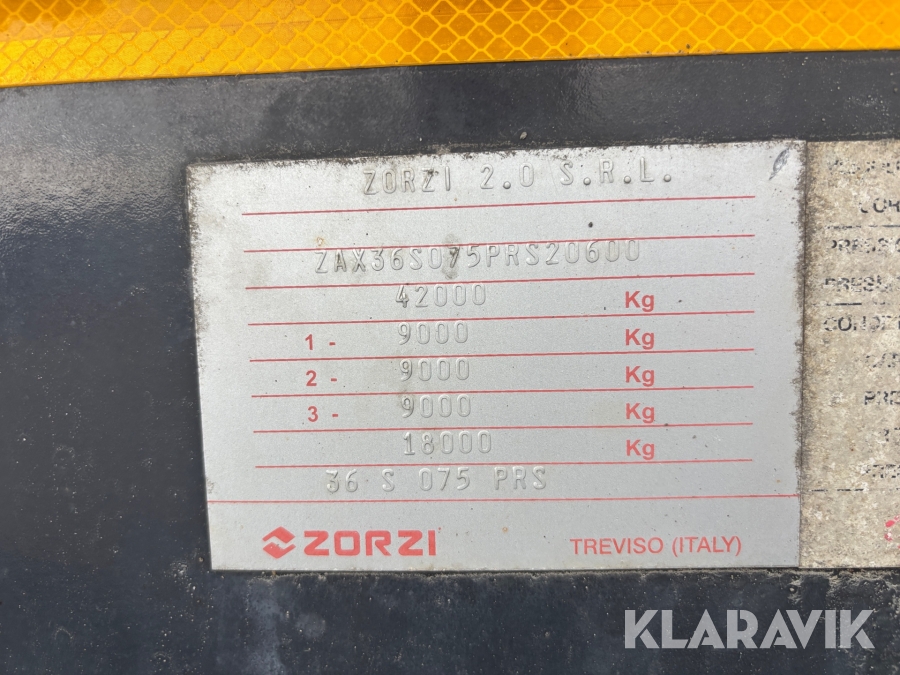 ZORZI 2.0 S.R.L.
ZAX36S075PRS20600
42000 Kg
1 - 9000 Kg
2 - 9000 Kg
3 - 9000 Kg
18000 Kg
36 S 075 PRS
ZORZI TREVISO (ITALY)
KLARAVIK